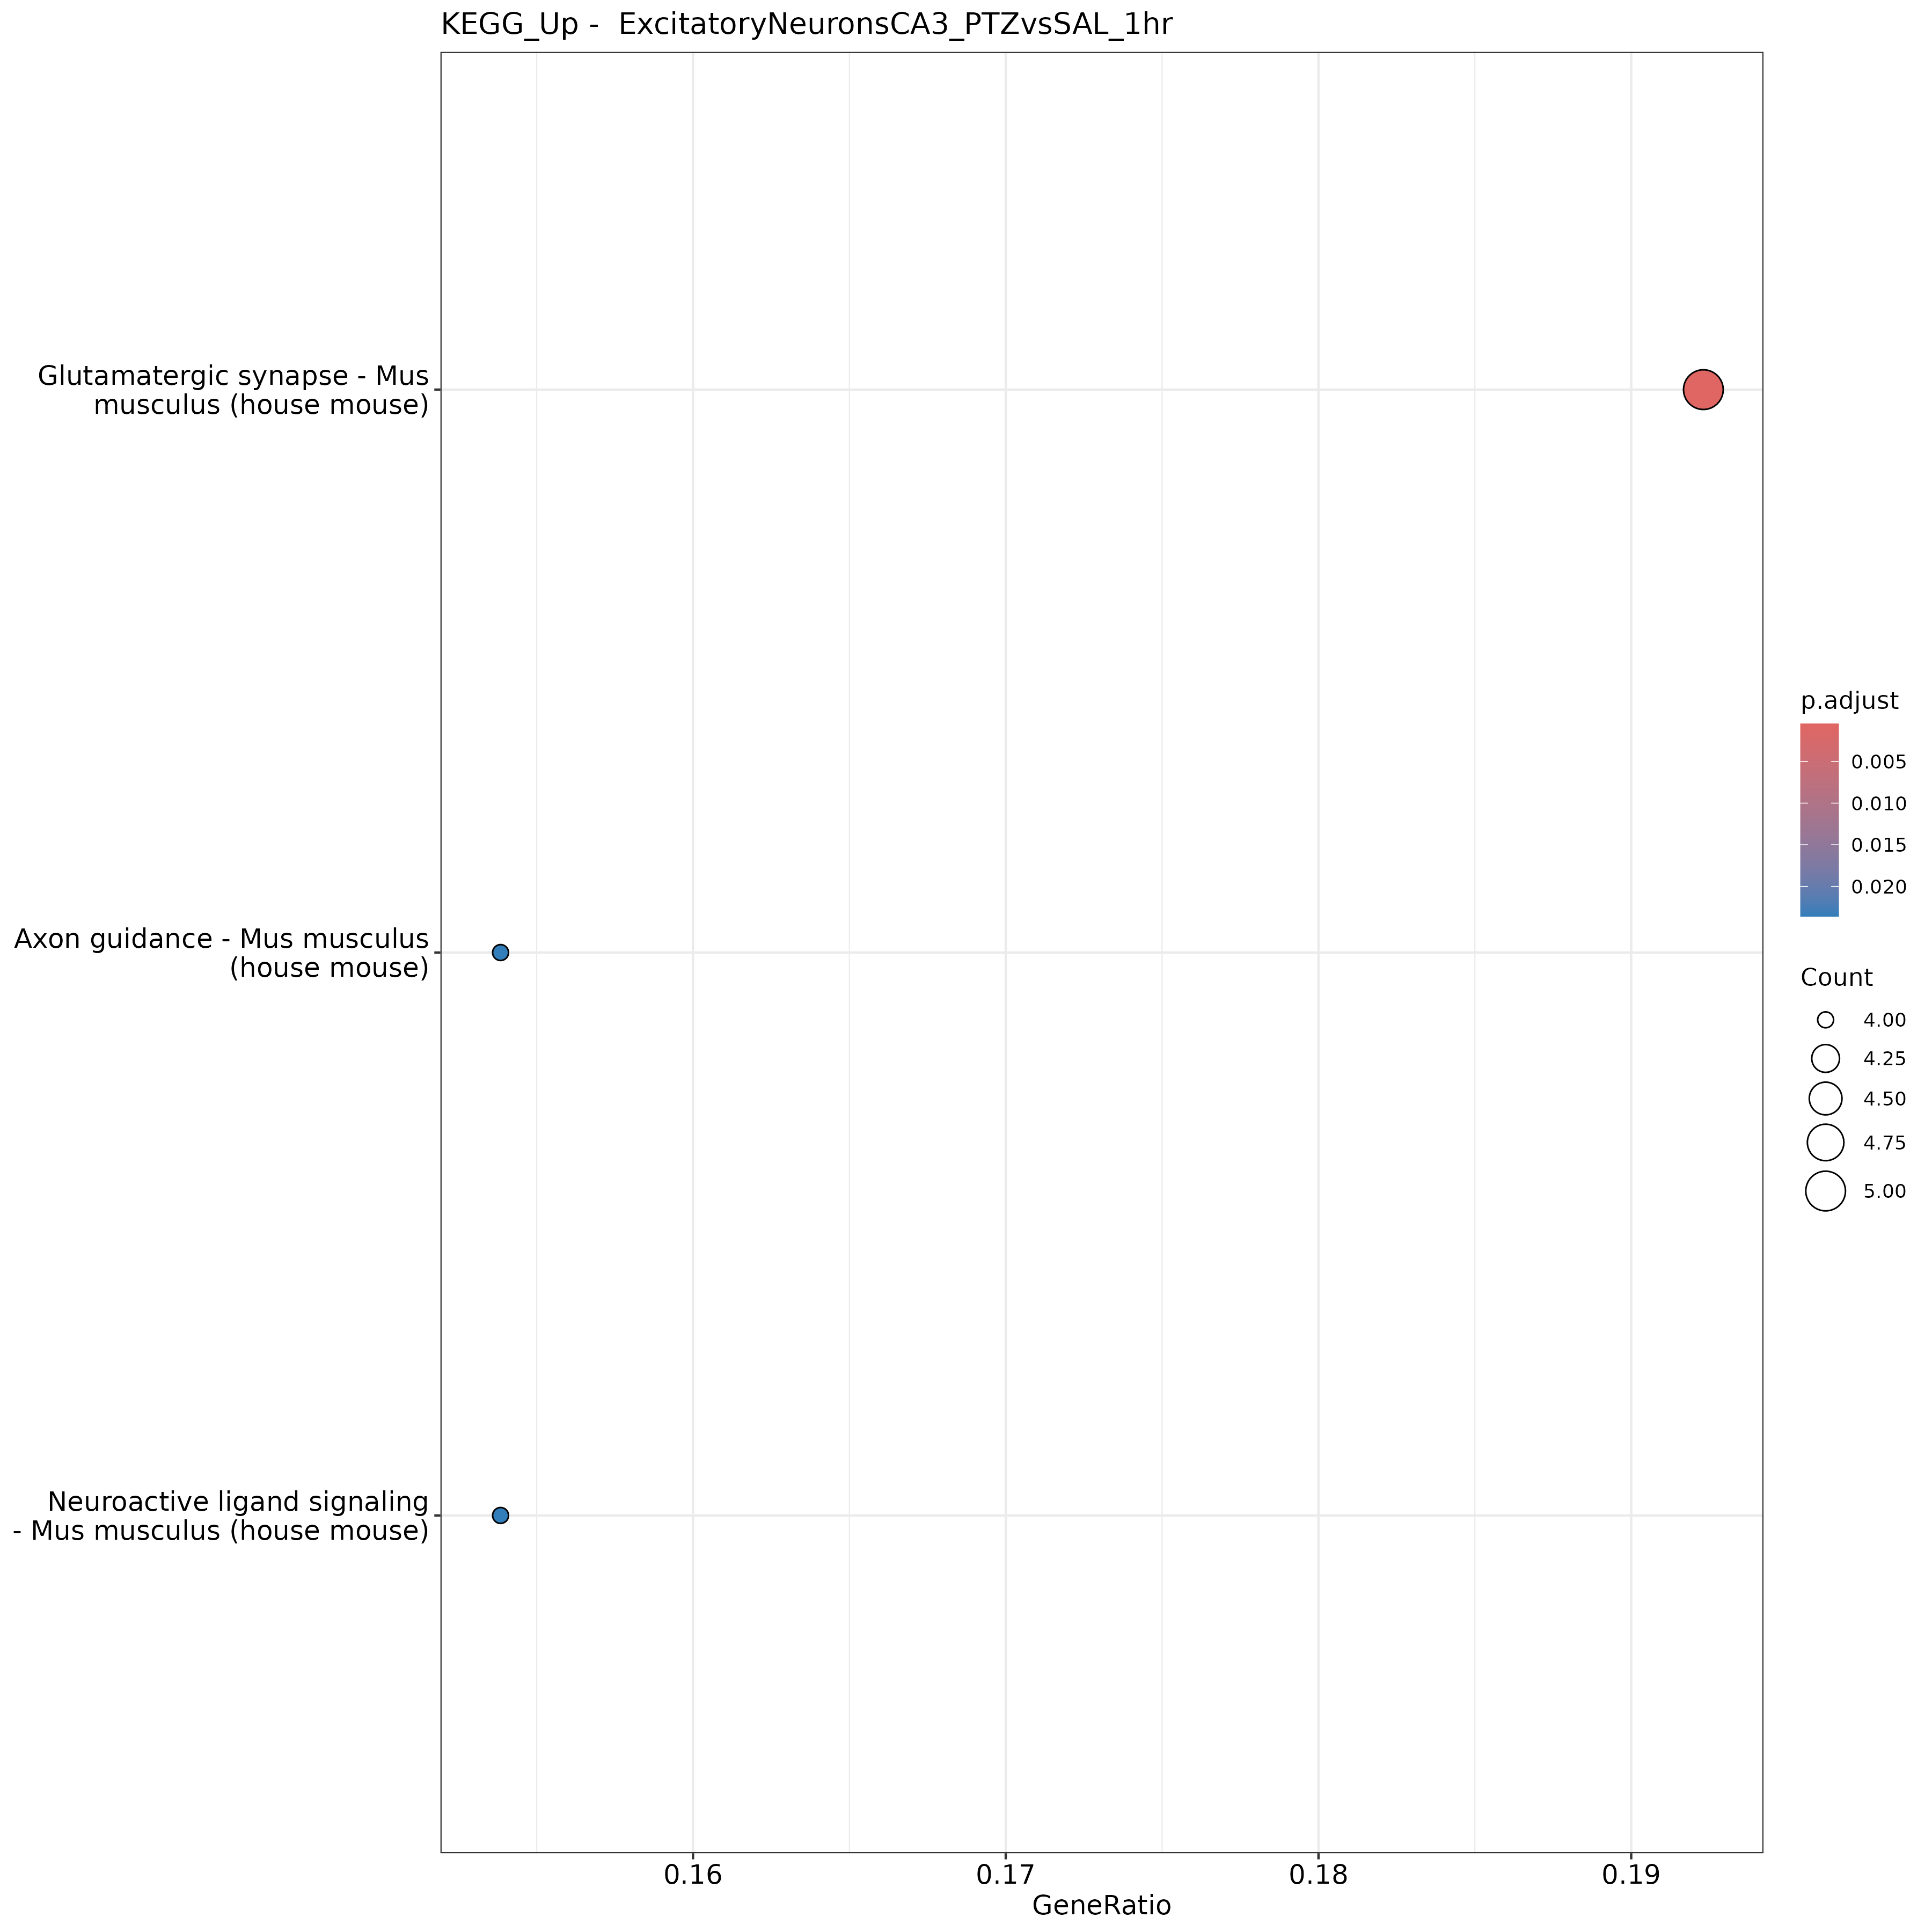 KEGG_Up -  ExcitatoryNeuronsCA3_PTZvsSAL_1hr
Glutamatergic synapse - Mus
musculus (house mouse)
Axon guidance - Mus musculus
(house mouse)
Neuroactive ligand signaling
- Mus musculus (house mouse)
0.16
0.17
0.18
0.19
GeneRatio
p.adjust
0.005
0.010
0.015
0.020
Count
4.00
4.25
4.50
4.75
5.00